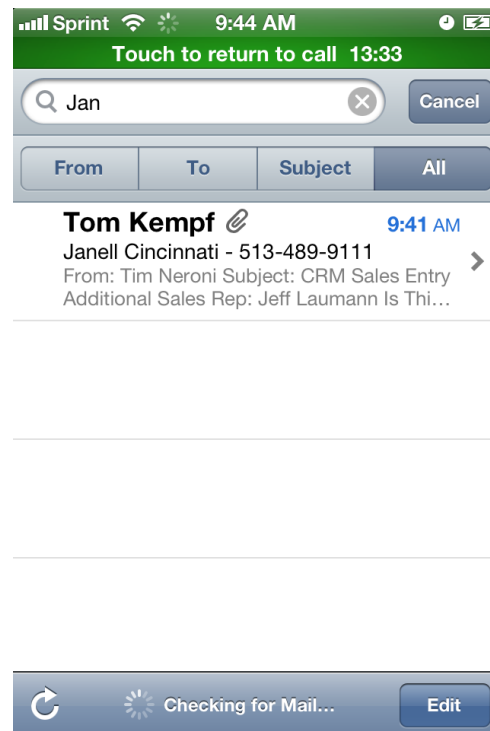 Sprint 9:44 AM
Touch to return to call 13:33
Jan Cancel
From To Subject All
Tom Kempf 9:41 AM
Janell Cincinnati - 513-489-9111
From: Tim Neroni Subject: CRM Sales Entry
Additional Sales Rep: Jeff Laumann Is Thi...
Checking for Mail... Edit